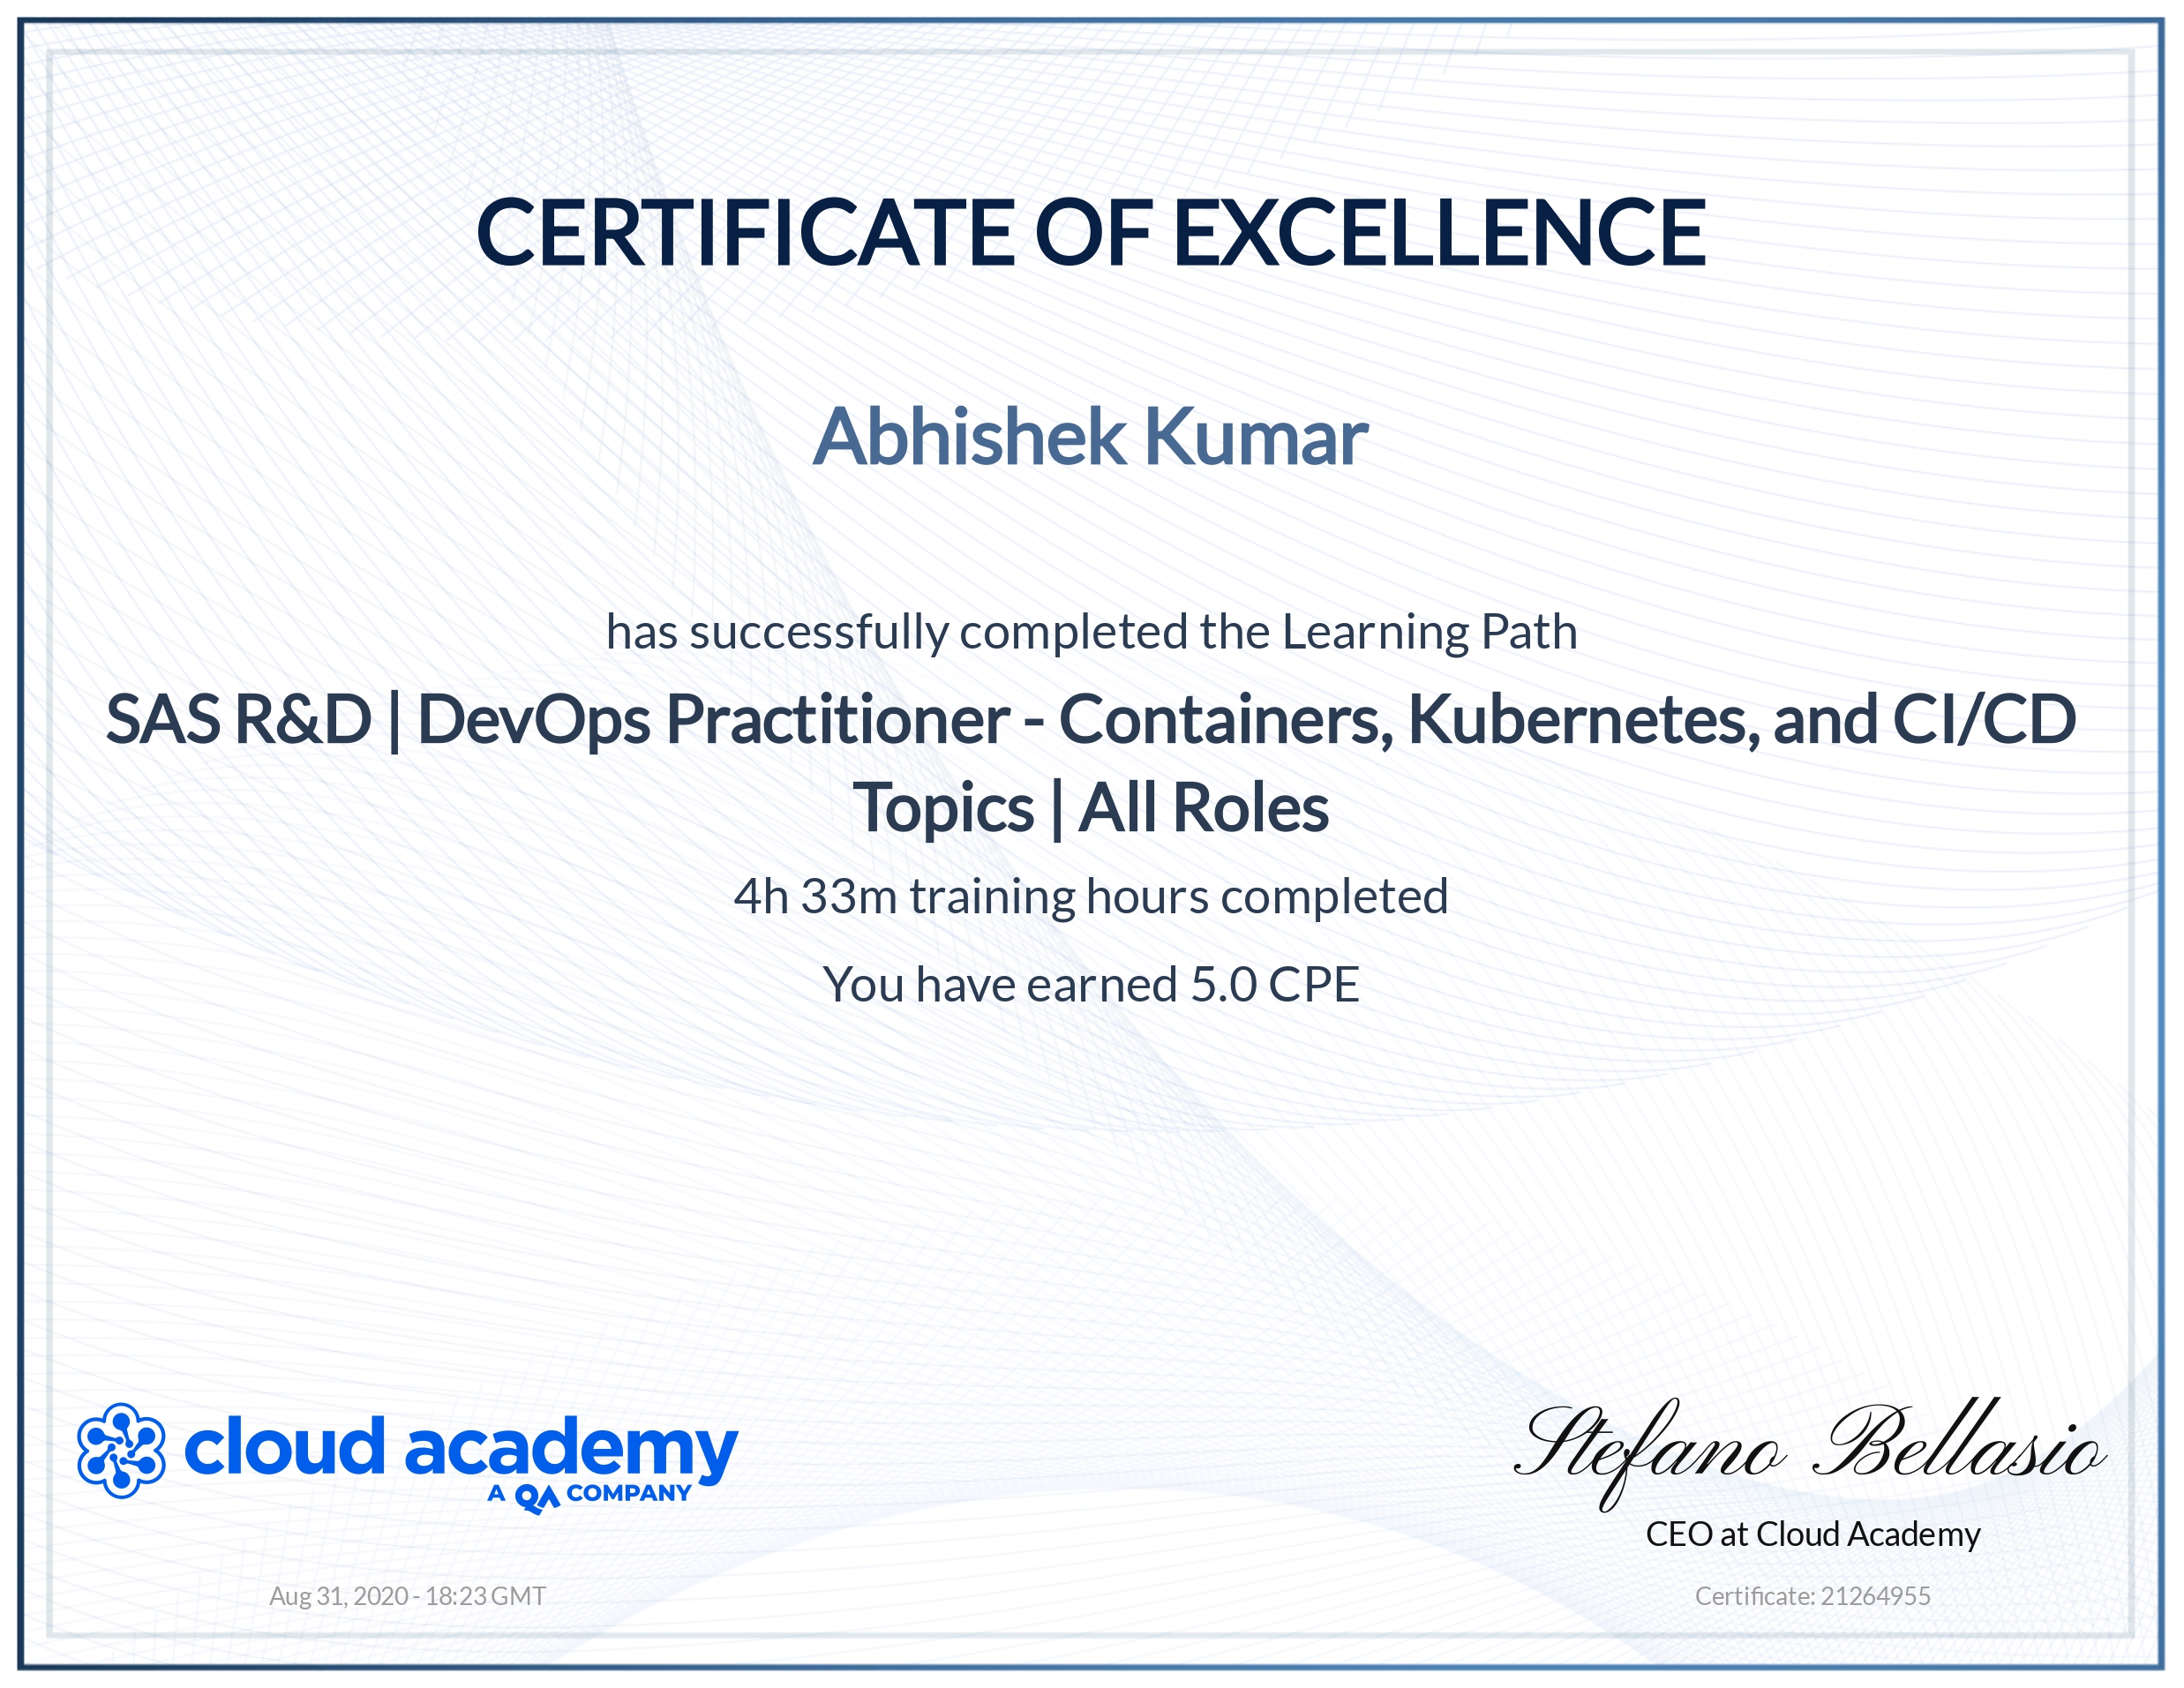 CERTIFICATE OF EXCELLENCE
Abhishek Kumar
has successfully completed the Learning Path
SAS R&D | DevOps Practitioner - Containers, Kubernetes, and CI/CD
Topics | All Roles
4h 33m training hours completed
You have earned 5.0 CPE
cloud academy
A QA COMPANY
Stefano Bellasio
CEO at Cloud Academy
Aug 31, 2020 - 18:23 GMT
Certificate: 21264955